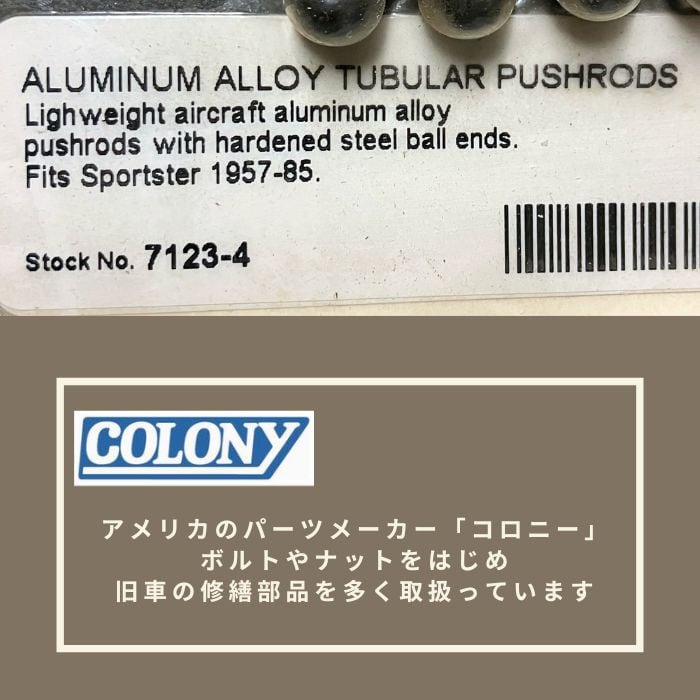 ALUMINUM ALLOY TUBULAR PUSHRODS
Lighweight aircraft aluminum alloy
pushrods with hardened steel ball ends.
Fits Sportster 1957-85.
Stock No. 7123-4
COLONY
アメリカのパーツメーカー「コロニー」
ボルトやナットをはじめ
旧車の修繕部品を多く取扱っています